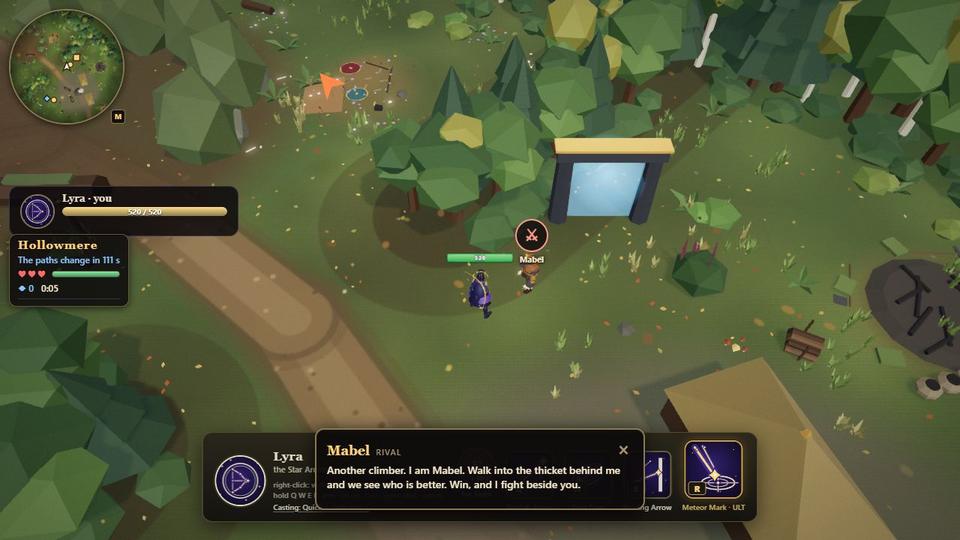 M
Lyra · you
520 / 520
Hollowmere
The paths change in 111 s
0 0:05
520
Mabel
Lyra
the Star Ar
right-click: w
hold Q W E
Casting: Quic
Mabel RIVAL
Another climber. I am Mabel. Walk into the thicket behind me
and we see who is better. Win, and I fight beside you.
R
ng Arrow
Meteor Mark · ULT